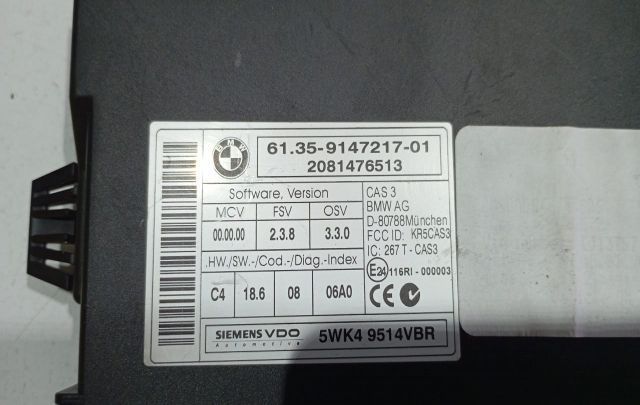 BMW
61.35-9147217-01
2081476513
Software, Version
MCV FSV OSV
00.00.00 2.3.8 3.3.0
.HW./SW.-/Cod.-/Diag.-Index
C4 18.6 08 06A0
CAS 3
BMW AG
D-80788München
FCC ID: KR5CAS3
IC: 267 T - CAS3
E24 116RI - 000003
CE
SIEMENS VDO
Automotive
5WK4 9514VBR